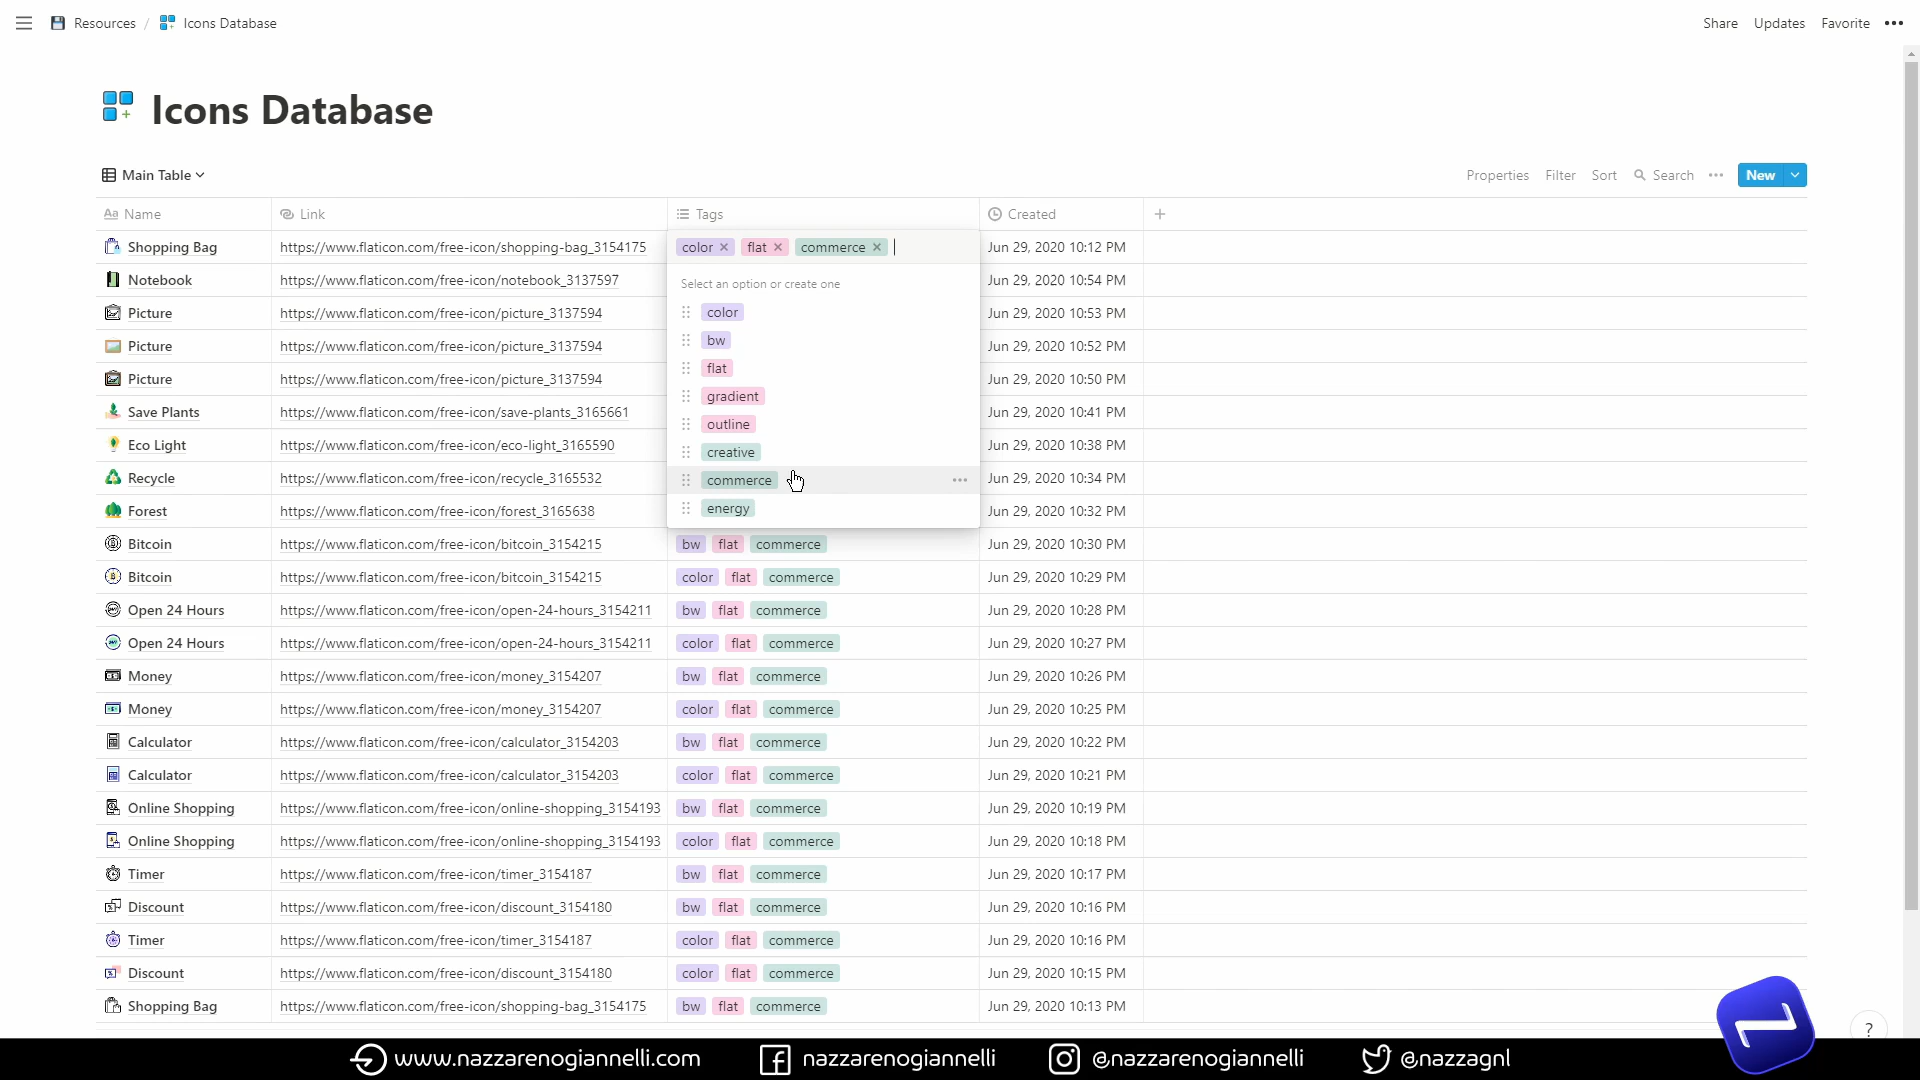 Resources / Icons Database
Share Updates Favorite
Icons Database
Main Table
Properties Filter Sort Search New
Aa Name Link Tags Created +
Shopping Bag https://www.flaticon.com/free-icon/shopping-bag_3154175 color flat commerce Jun 29, 2020 10:12 PM
Notebook https://www.flaticon.com/free-icon/notebook_3137597 Jun 29, 2020 10:54 PM
Select an option or create one
Picture https://www.flaticon.com/free-icon/picture_3137594 color Jun 29, 2020 10:53 PM
Picture https://www.flaticon.com/free-icon/picture_3137594 bw Jun 29, 2020 10:52 PM
flat
Picture https://www.flaticon.com/free-icon/picture_3137594 Jun 29, 2020 10:50 PM
gradient
Save Plants https://www.flaticon.com/free-icon/save-plants_3165661 Jun 29, 2020 10:41 PM
outline
Eco Light https://www.flaticon.com/free-icon/eco-light_3165590 creative Jun 29, 2020 10:38 PM
Recycle https://www.flaticon.com/free-icon/recycle_3165532 commerce Jun 29, 2020 10:34 PM
Forest https://www.flaticon.com/free-icon/forest_3165638 energy Jun 29, 2020 10:32 PM
Bitcoin https://www.flaticon.com/free-icon/bitcoin_3154215 bw flat commerce Jun 29, 2020 10:30 PM
Bitcoin https://www.flaticon.com/free-icon/bitcoin_3154215 color flat commerce Jun 29, 2020 10:29 PM
Open 24 Hours https://www.flaticon.com/free-icon/open-24-hours_3154211 bw flat commerce Jun 29, 2020 10:28 PM
Open 24 Hours https://www.flaticon.com/free-icon/open-24-hours_3154211 color flat commerce Jun 29, 2020 10:27 PM
Money https://www.flaticon.com/free-icon/money_3154207 bw flat commerce Jun 29, 2020 10:26 PM
Money https://www.flaticon.com/free-icon/money_3154207 color flat commerce Jun 29, 2020 10:25 PM
Calculator https://www.flaticon.com/free-icon/calculator_3154203 bw flat commerce Jun 29, 2020 10:22 PM
Calculator https://www.flaticon.com/free-icon/calculator_3154203 color flat commerce Jun 29, 2020 10:21 PM
Online Shopping https://www.flaticon.com/free-icon/online-shopping_3154193 bw flat commerce Jun 29, 2020 10:19 PM
Online Shopping https://www.flaticon.com/free-icon/online-shopping_3154193 color flat commerce Jun 29, 2020 10:18 PM
Timer https://www.flaticon.com/free-icon/timer_3154187 bw flat commerce Jun 29, 2020 10:17 PM
Discount https://www.flaticon.com/free-icon/discount_3154180 bw flat commerce Jun 29, 2020 10:16 PM
Timer https://www.flaticon.com/free-icon/timer_3154187 color flat commerce Jun 29, 2020 10:16 PM
Discount https://www.flaticon.com/free-icon/discount_3154180 color flat commerce Jun 29, 2020 10:15 PM
Shopping Bag https://www.flaticon.com/free-icon/shopping-bag_3154175 bw flat commerce Jun 29, 2020 10:13 PM
?
www.nazzarenogiannelli.com nazzarenogiannelli @nazzarenogiannelli @nazzagnl